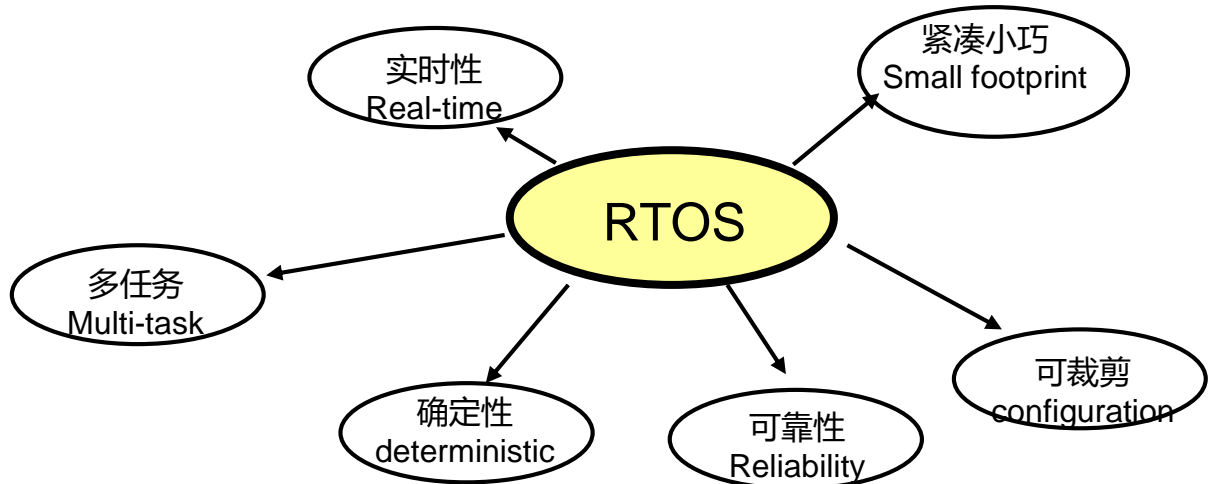 紧凑小巧
Small footprint
实时性
Real-time
RTOS
多任务
Multi-task
可裁剪
configuration
确定性
deterministic
可靠性
Reliability